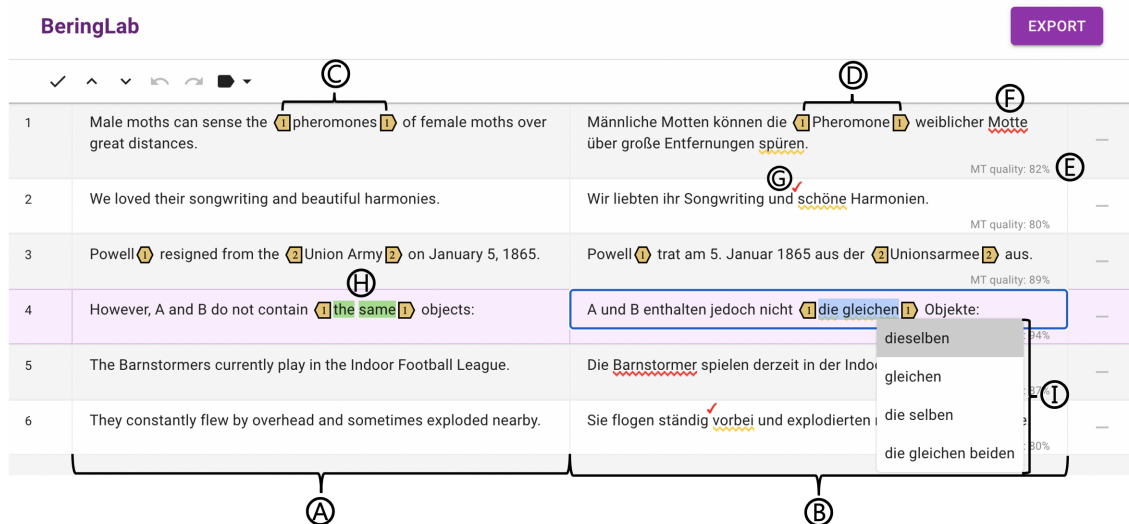 BeringLab
EXPORT
C
D
F
1 Male moths can sense the 1 pheromones 1 of female moths over Männliche Motten können die 1 Pheromone 1 weiblicher Motte
great distances. über große Entfernungen spüren.
MT quality: 82% E
G
2 We loved their songwriting and beautiful harmonies. Wir liebten ihr Songwriting und schöne Harmonien.
MT quality: 80%
3 Powell 1 resigned from the 2 Union Army 2 on January 5, 1865. Powell 1 trat am 5. Januar 1865 aus der 2 Unionsarmee 2 aus.
MT quality: 89%
H
4 However, A and B do not contain 1 the same 1 objects: A und B enthalten jedoch nicht 1 die gleichen 1 Objekte:
94%
dieselben
5 The Barnstormers currently play in the Indoor Football League. Die Barnstormer spielen derzeit in der Indoo
gleichen
87%
I
die selben
6 They constantly flew by overhead and sometimes exploded nearby. Sie flogen ständig vorbei und explodierten e
80%
die gleichen beiden
A
B